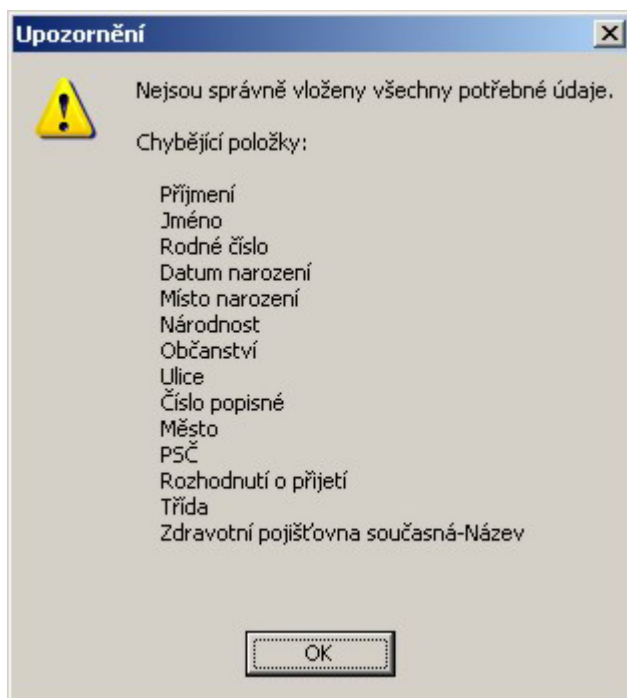 Upozornění
Nejsou správně vloženy všechny potřebné údaje.
Chybějící položky:
Příjmení
Jméno
Rodné číslo
Datum narození
Místo narození
Národnost
Občanství
Ulice
Číslo popisné
Město
PSČ
Rozhodnutí o přijetí
Třída
Zdravotní pojišťovna současná-Název
OK